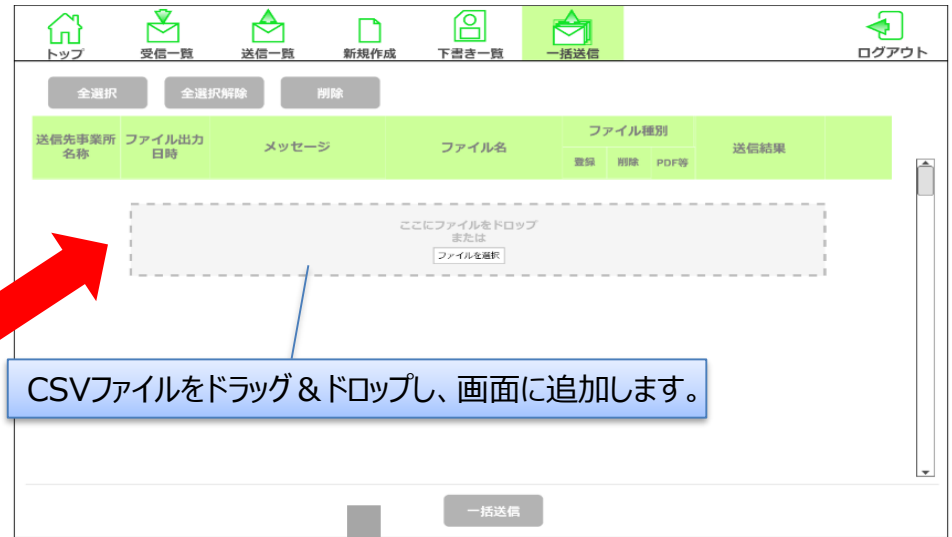 トップ
受信一覧
送信一覧
新規作成
下書き一覧
一括送信
ログアウト
全選択
全選択解除
削除
送信先事業所
名称
ファイル出力
日時
メッセージ
ファイル名
ファイル種別
登録
削除
PDF等
送信結果
ここにファイルをドロップ
または
ファイルを選択
CSVファイルをドラッグ&ドロップし、画面に追加します。
一括送信